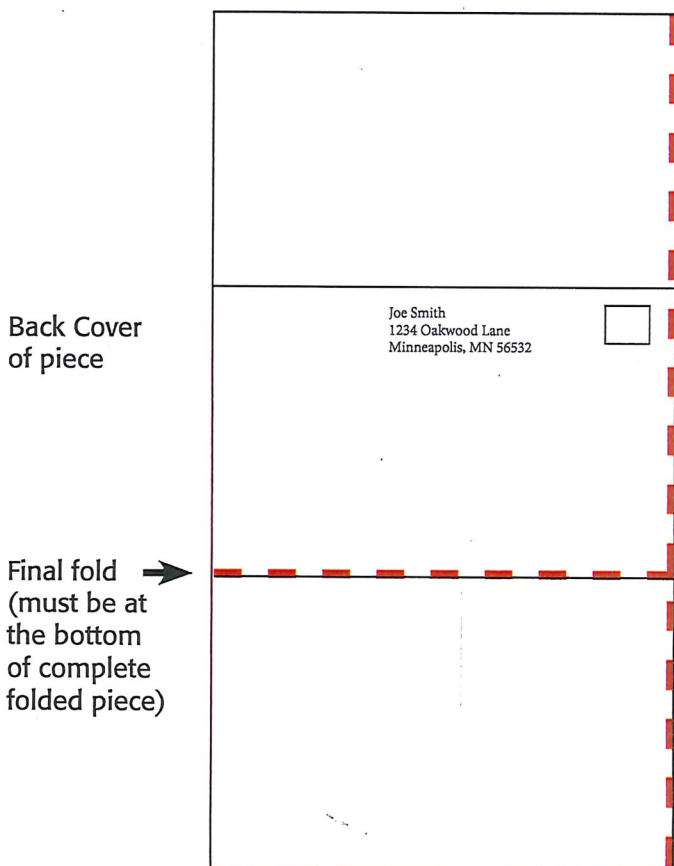 Joe Smith
1234 Oakwood Lane
Minneapolis, MN 56532
Back Cover
of piece
Final fold
(must be at
the bottom
of complete
folded piece)